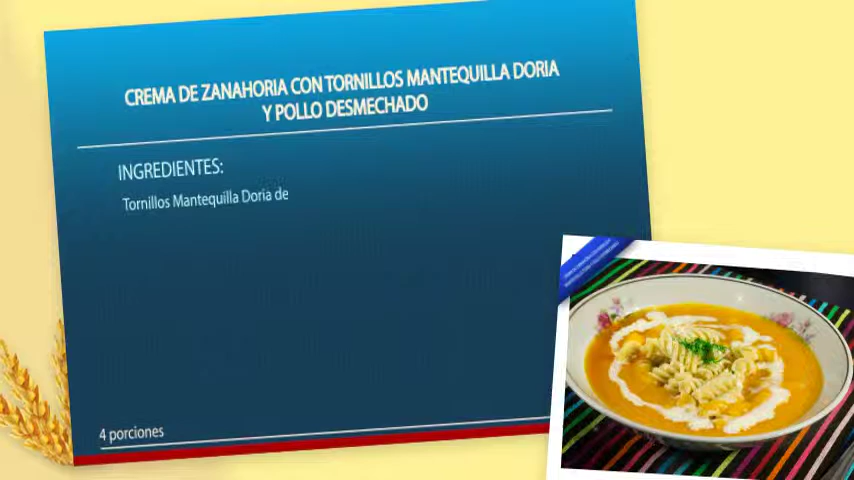 CREMA DE ZANAHORIA CON TORNILLOS MANTEQUILLA DORIA
Y POLLO DESMECHADO
INGREDIENTES:
Tornillos Mantequilla Doria de
4 porciones